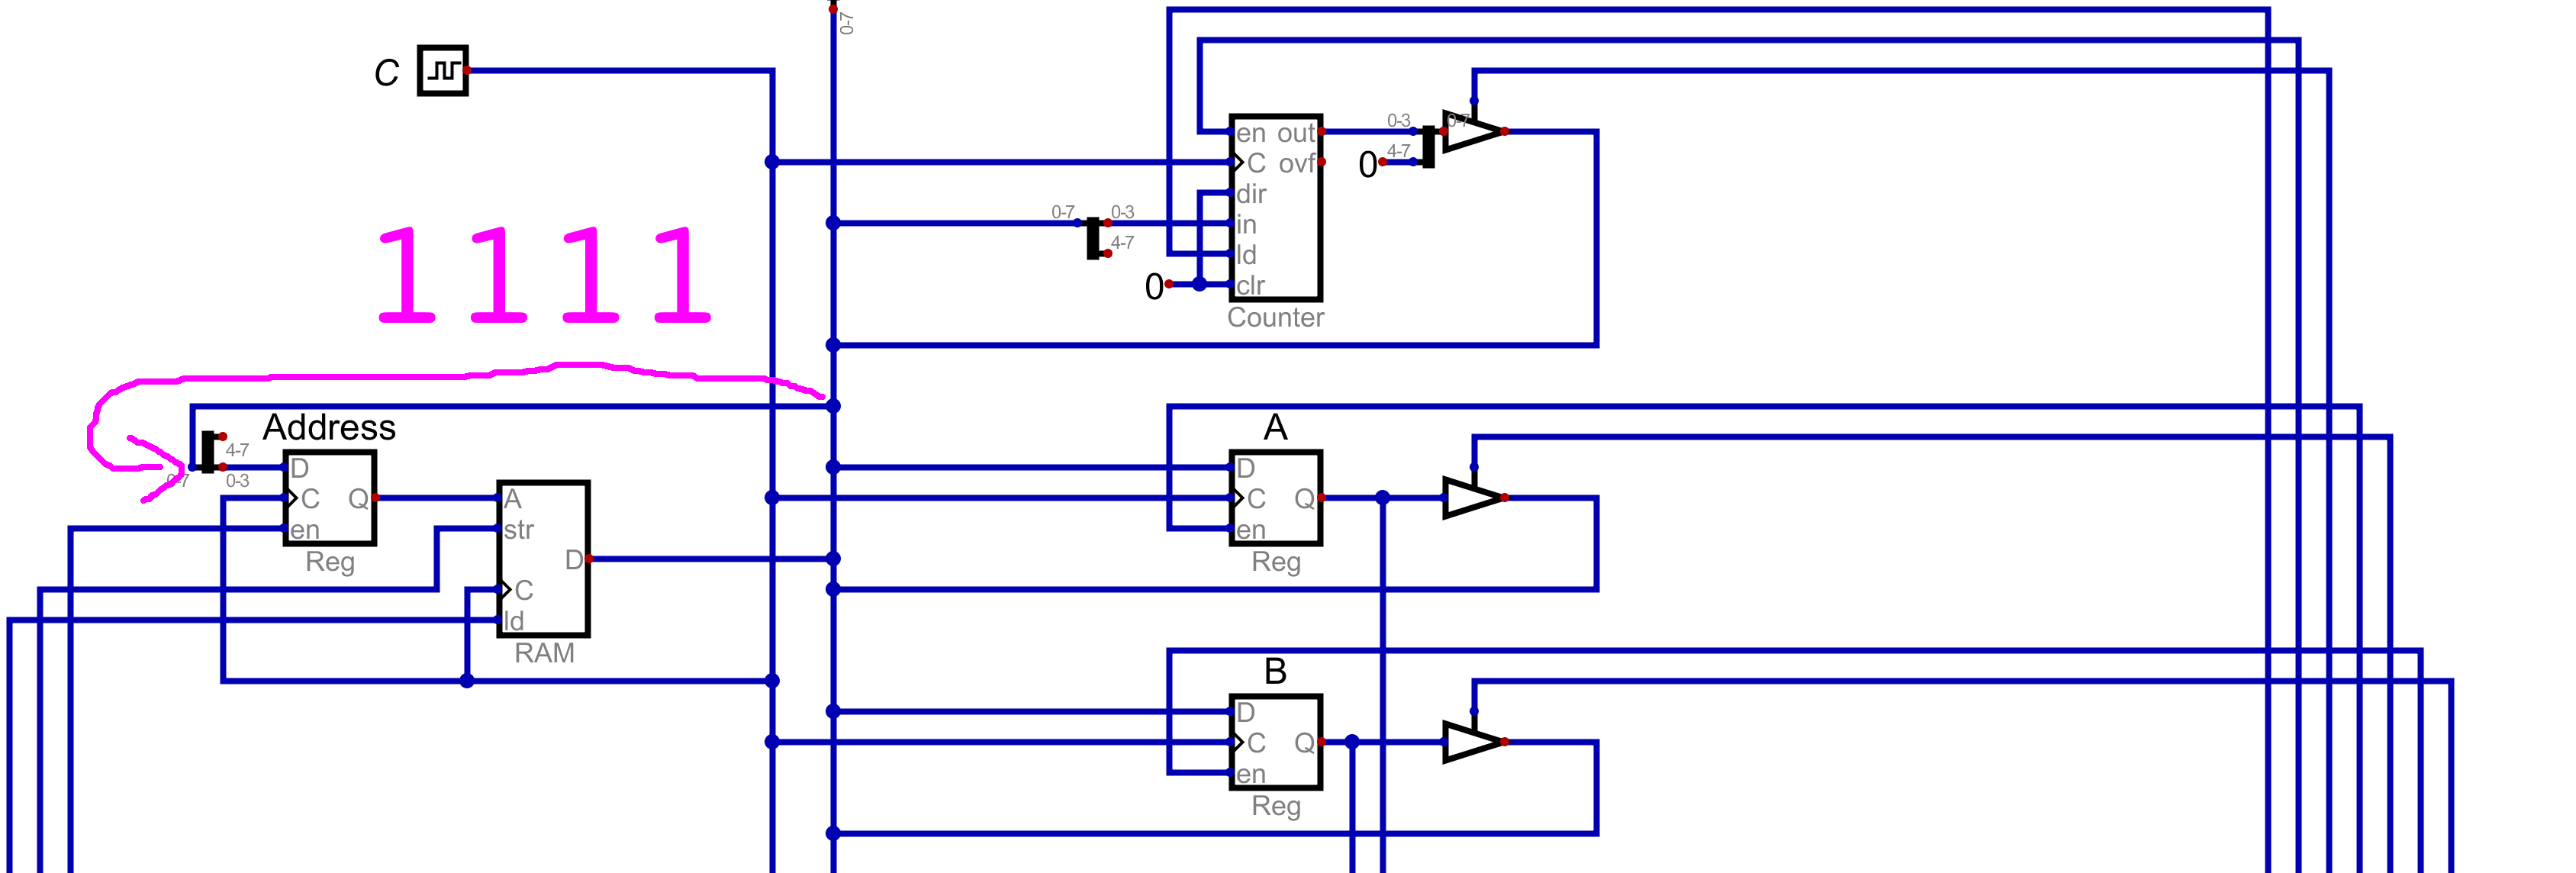 0-7
C
en out
0-3
0-7
C ovf
0
4-7
dir
0-7
0-3
in
4-7
ld
0
clr
Counter
1111
Address
4-7
0-7
0-3
D
C Q
en
Reg
A
str
D
C
ld
RAM
A
D
C Q
en
Reg
B
D
C Q
en
Reg